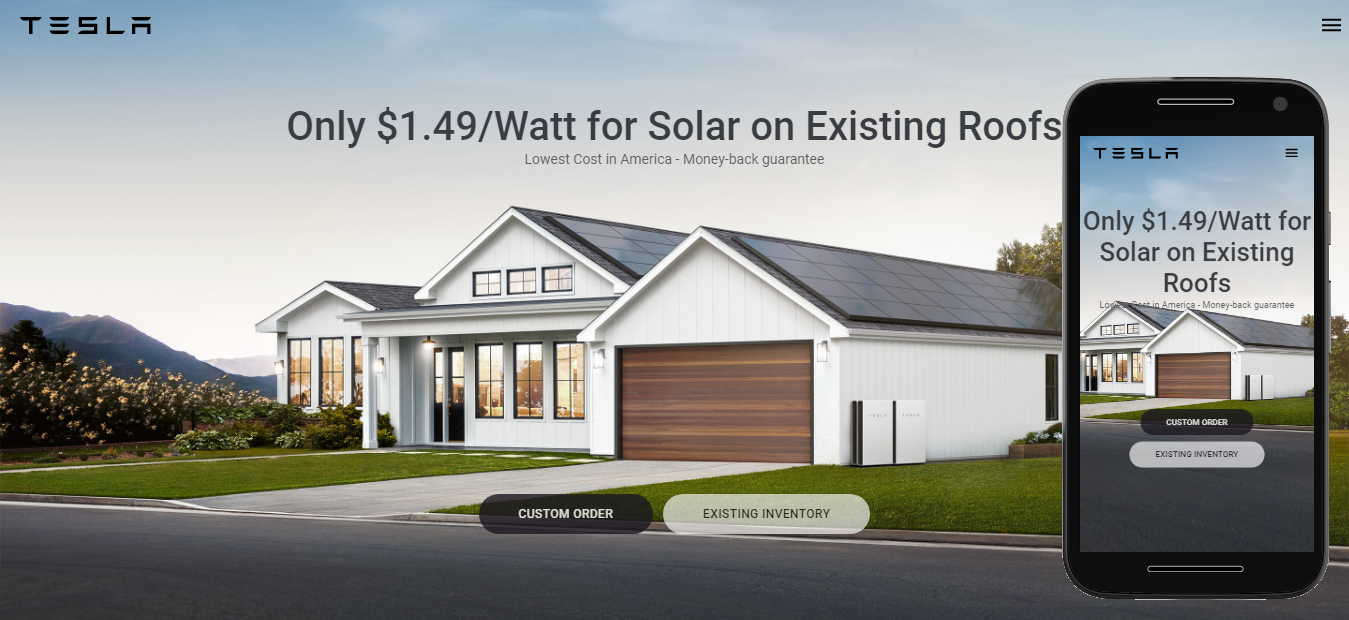 TESLA
Only $1.49/Watt for Solar on Existing Roofs
Lowest Cost in America - Money-back guarantee
TESLA TESLA
CUSTOM ORDER
EXISTING INVENTORY
TESLA
Only $1.49/Watt for
Solar on Existing
Roofs
Lowest Cost in America - Money-back guarantee
CUSTOM ORDER
EXISTING INVENTORY